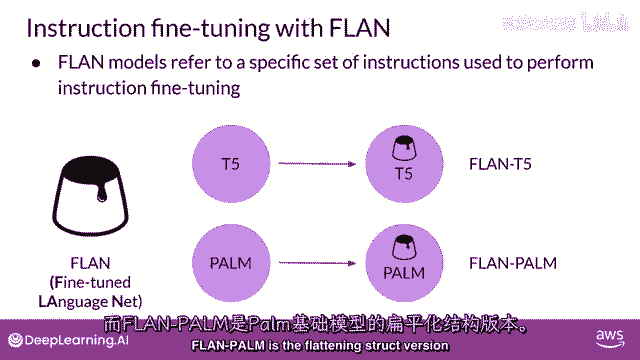 Instruction fine-tuning with FLAN
● FLAN models refer to a specific set of instructions used to perform
instruction fine-tuning
FLAN
(Fine-tuned
LAnguage Net)
T5
T5
FLAN-T5
PALM
PALM
FLAN-PALM
而FLAN-PALM是Palm基础模型的扁平化结构版本。
FLAN-PALM is the flattening struct version
DeepLearning.AI
aws